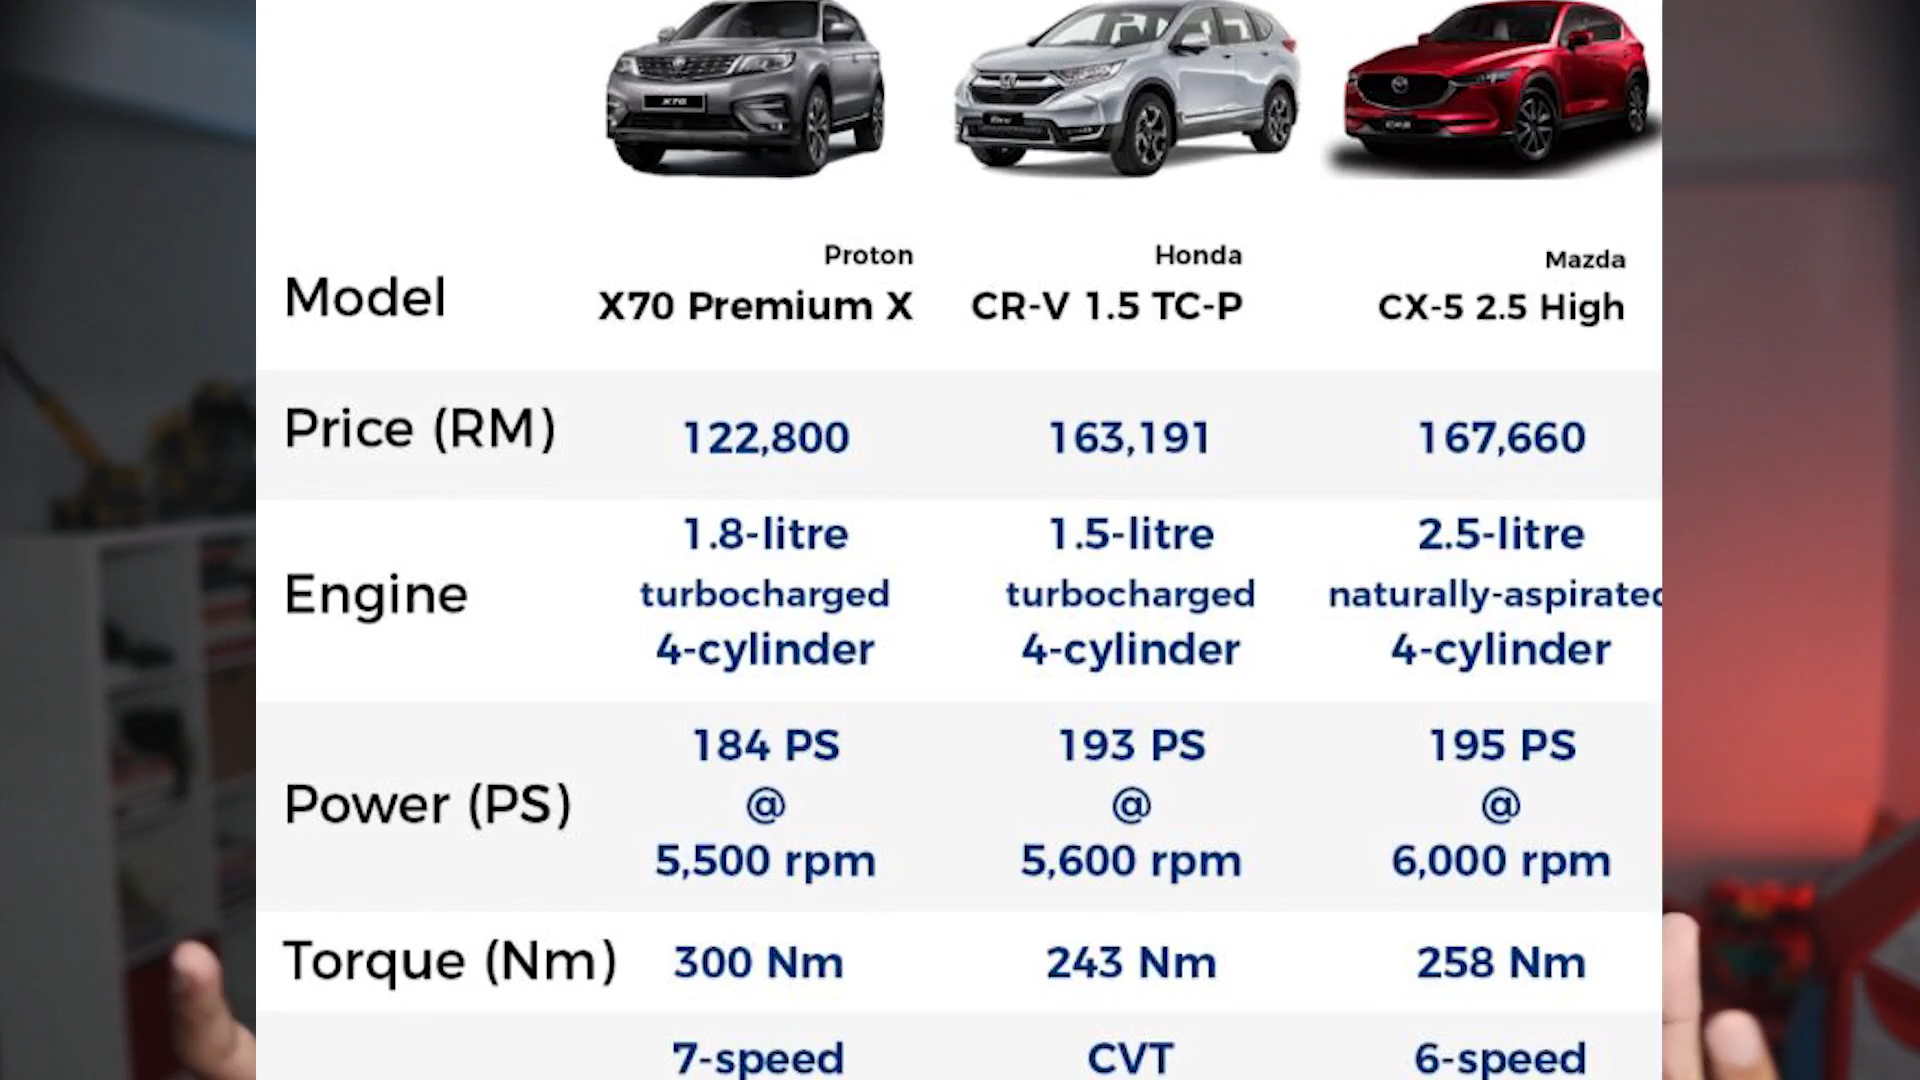 X70
Proton Honda Mazda
Model X70 Premium X CR-V 1.5 TC-P CX-5 2.5 High
Price (RM) 122,800 163,191 167,660
1.8-litre 1.5-litre 2.5-litre
Engine turbocharged turbocharged naturally-aspirated
4-cylinder 4-cylinder 4-cylinder
184 PS 193 PS 195 PS
Power (PS) @ @ @
5,500 rpm 5,600 rpm 6,000 rpm
Torque (Nm) 300 Nm 243 Nm 258 Nm
7-speed CVT 6-speed